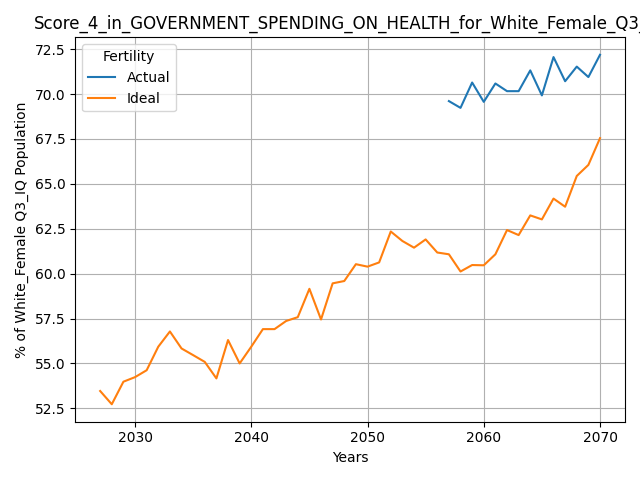 Score_4_in_GOVERNMENT_SPENDING_ON_HEALTH_for_White_Female_Q3_
Fertility
Actual
Ideal
72.5
70.0
67.5
65.0
62.5
60.0
57.5
55.0
52.5
% of White_Female Q3_IQ Population
2030 2040 2050 2060 2070
Years